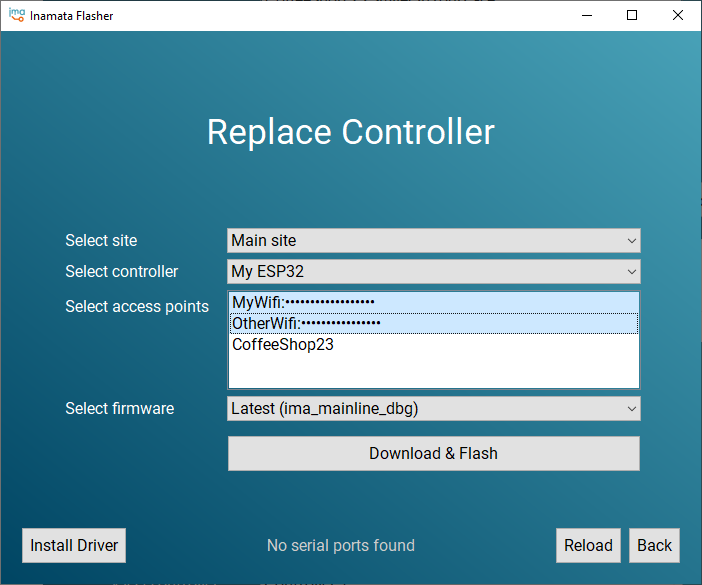 ima
Inamata Flasher
Replace Controller
Select site
Main site
Select controller
My ESP32
Select access points
MyWifi:••••••••••••••••••
OtherWifi:••••••••••••••••
CoffeeShop23
Select firmware
Latest (ima_mainline_dbg)
Download & Flash
Install Driver
No serial ports found
Reload
Back